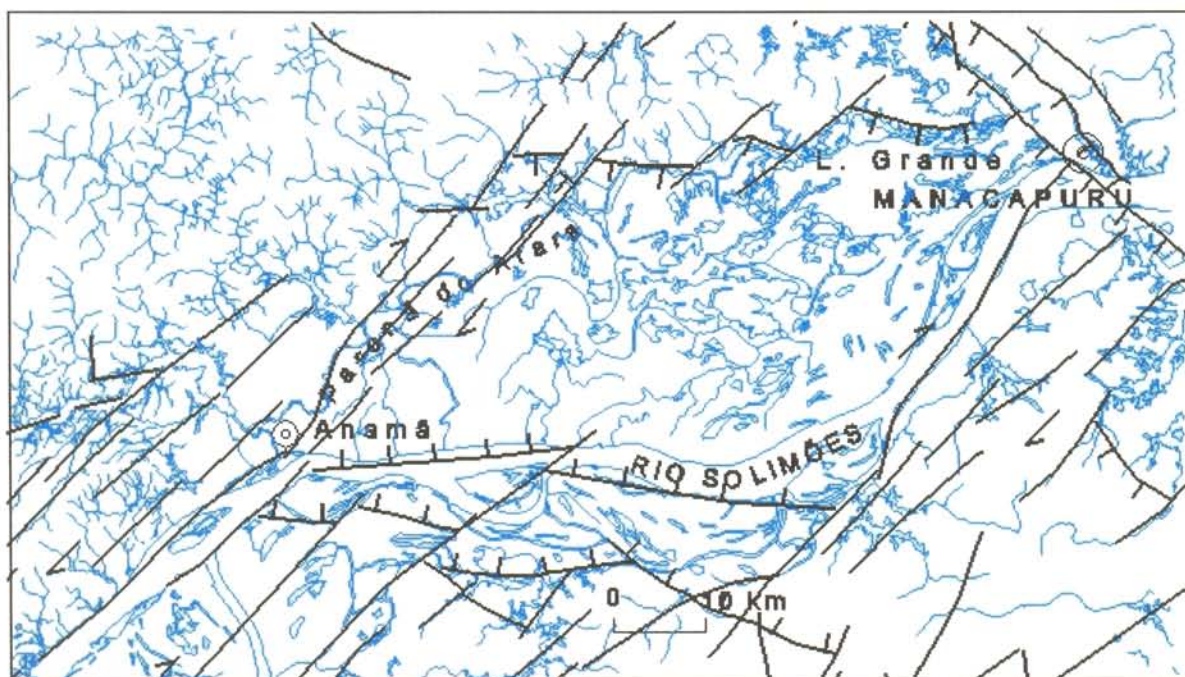 L. Grande
MANACAPURU
Paraná do Arara
Anamã
RIO SOLIMÕES
0 10 Km